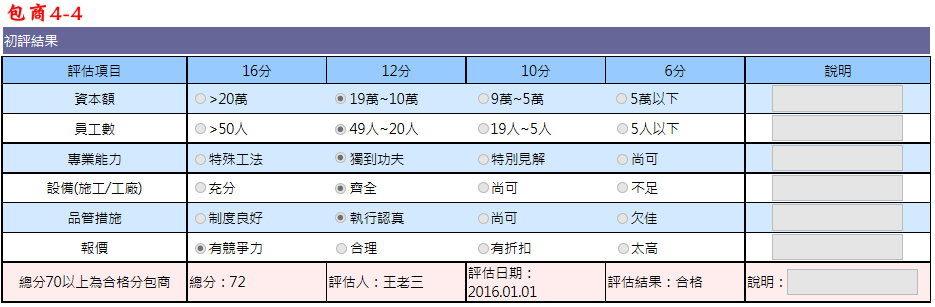 包商4-4
初評結果
評估項目 16分 12分 10分 6分 說明
資本額 >20萬 19萬~10萬 9萬~5萬 5萬以下
員工數 >50人 49人~20人 19人~5人 5人以下
專業能力 特殊工法 獨到功夫 特別見解 尚可
設備(施工/工廠) 充分 齊全 尚可 不足
品管措施 制度良好 執行認真 尚可 欠佳
報價 有競爭力 合理 有折扣 太高
總分70以上為合格分包商 總分：72 評估人：王老三 評估日期：
2016.01.01 評估結果：合格 說明：